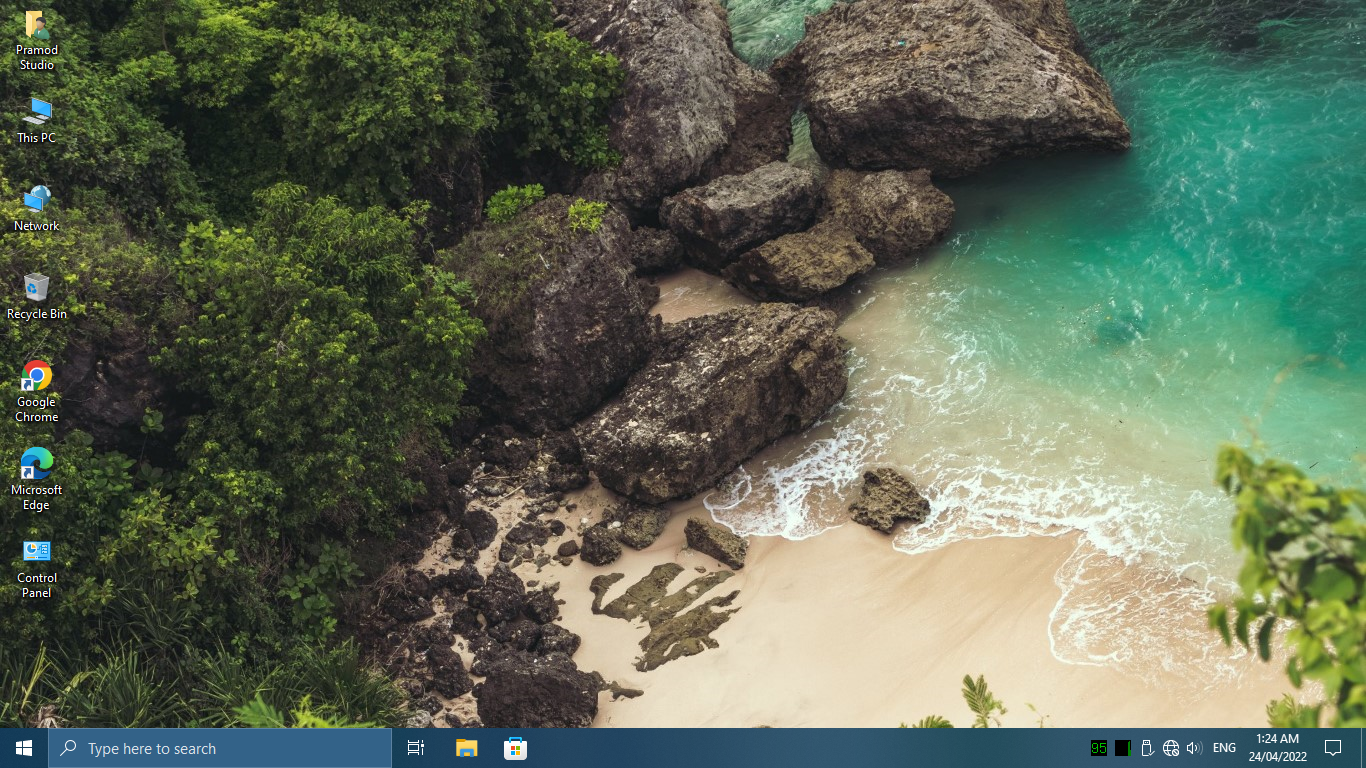 Pramod
Studio
This PC
Network
Recycle Bin
Google
Chrome
Microsoft
Edge
Control
Panel
Type here to search
95
ENG
1:24 AM
24/04/2022